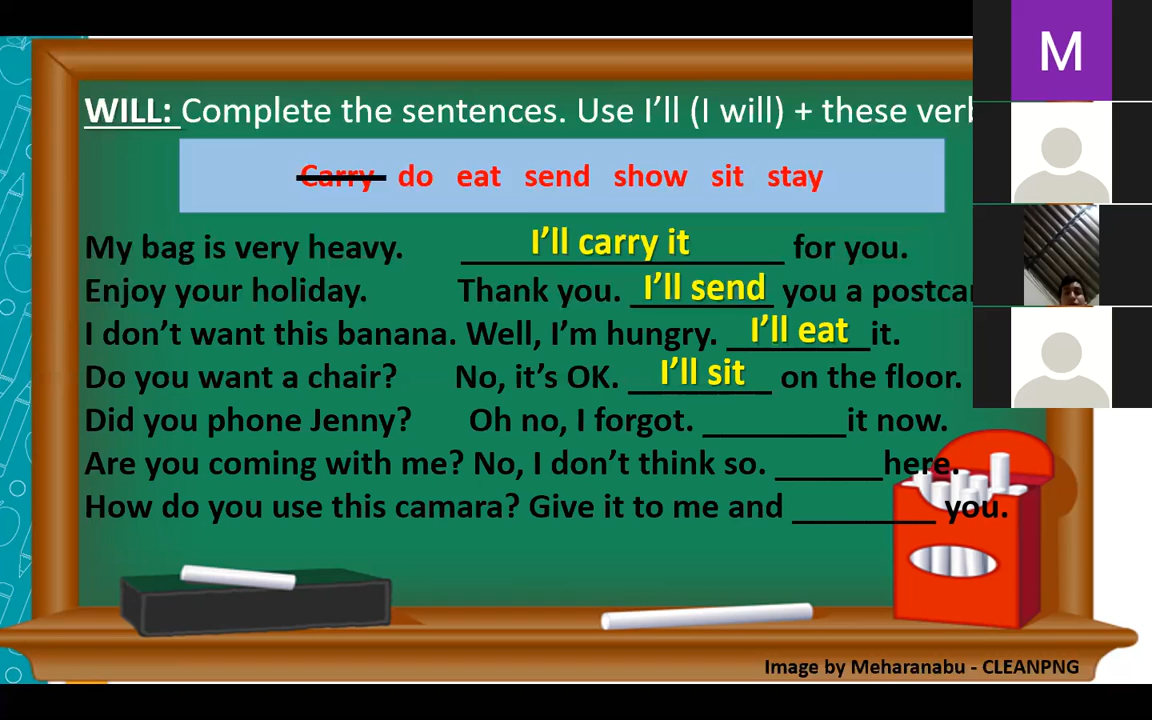 WILL: Complete the sentences. Use I’ll (I will) + these
Carry do eat send show sit stay
My bag is very heavy. I’ll carry it for you.
Enjoy your holiday. Thank you. I’ll send you a
I don’t want this banana. Well, I’m hungry. I’ll eat it.
Do you want a chair? No, it’s OK. I’ll sit on the floor.
Did you phone Jenny? Oh no, I forgot. ________it now.
Are you coming with me? No, I don’t think so. ______here.
How do you use this camara? Give it to me and ________ you.
Image by Meharanabu - CLEANPNG
M